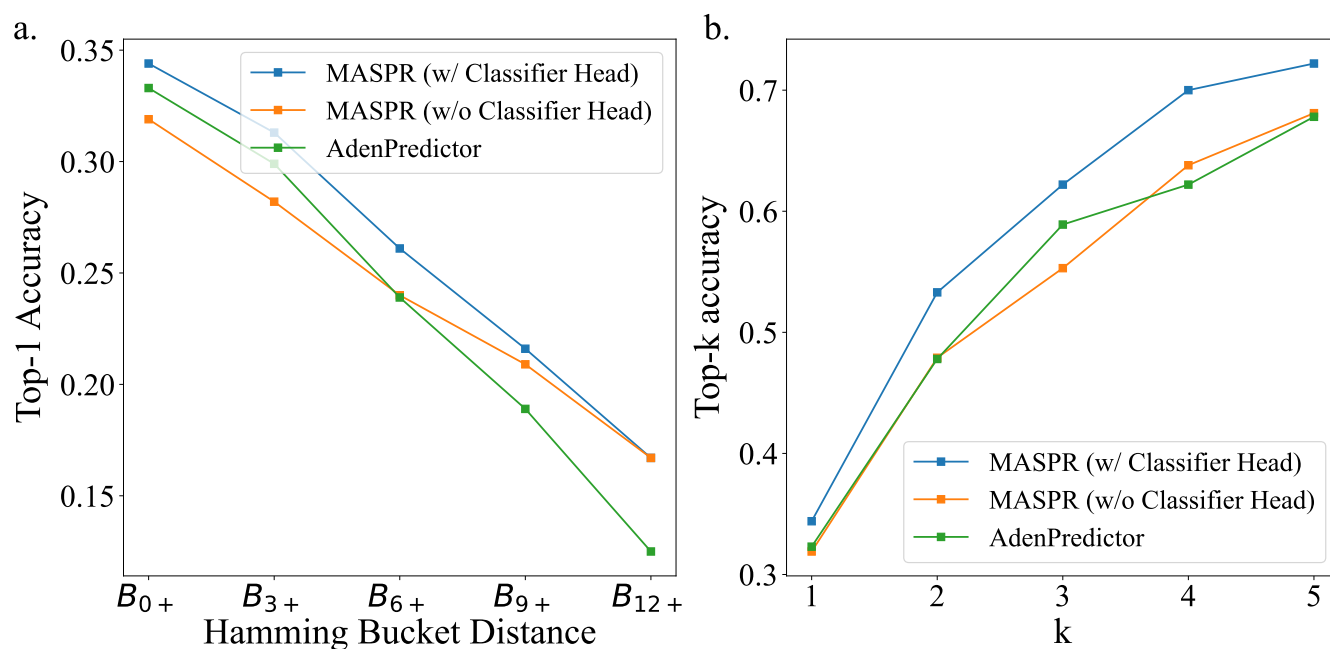 a.
Top-1 Accuracy
0.35
0.30
0.25
0.20
0.15
MASPR (w/ Classifier Head)
MASPR (w/o Classifier Head)
AdenPredictor
B0+ B3+ B6+ B9+ B12+
Hamming Bucket Distance
b.
Top-k accuracy
0.7
0.6
0.5
0.4
0.3
MASPR (w/ Classifier Head)
MASPR (w/o Classifier Head)
AdenPredictor
1 2 3 4 5
k